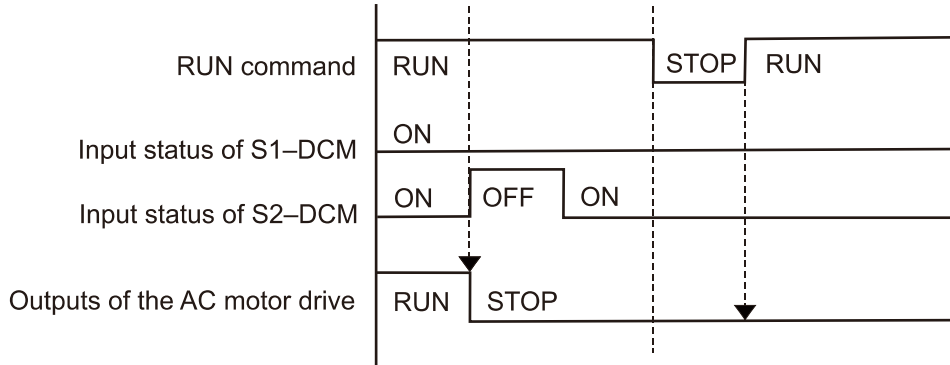 RUN command RUN STOP RUN
ON
Input status of S1–DCM
Input status of S2–DCM ON OFF ON
Outputs of the AC motor drive RUN STOP